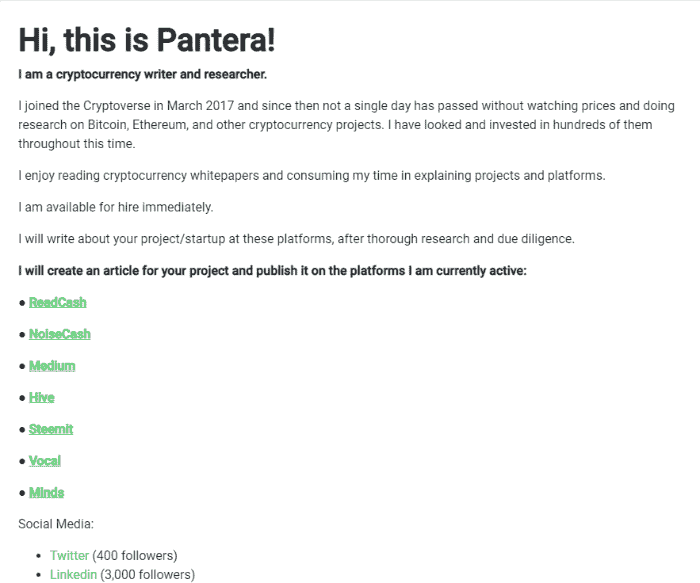 Hi, this is Pantera!
I am a cryptocurrency writer and researcher.
I joined the Cryptoverse in March 2017 and since then not a single day has passed without watching prices and doing
research on Bitcoin, Ethereum, and other cryptocurrency projects. I have looked and invested in hundreds of them
throughout this time.
I enjoy reading cryptocurrency whitepapers and consuming my time in explaining projects and platforms.
I am available for hire immediately.
I will write about your project/startup at these platforms, after thorough research and due diligence.
I will create an article for your project and publish it on the platforms I am currently active:
● ReadCash
● NoiseCash
● Medium
● Hive
● Steemit
● Vocal
● Minds
Social Media:
• Twitter (400 followers)
• Linkedin (3,000 followers)